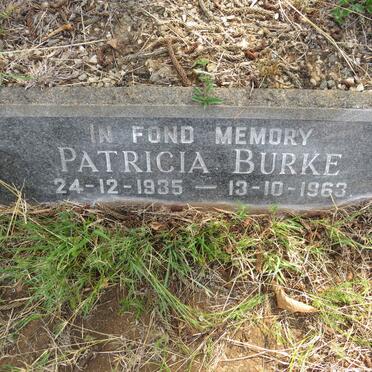 IN FOND MEMORY
PATRICIA BURKE
24-12-1935 — 13-10-1963